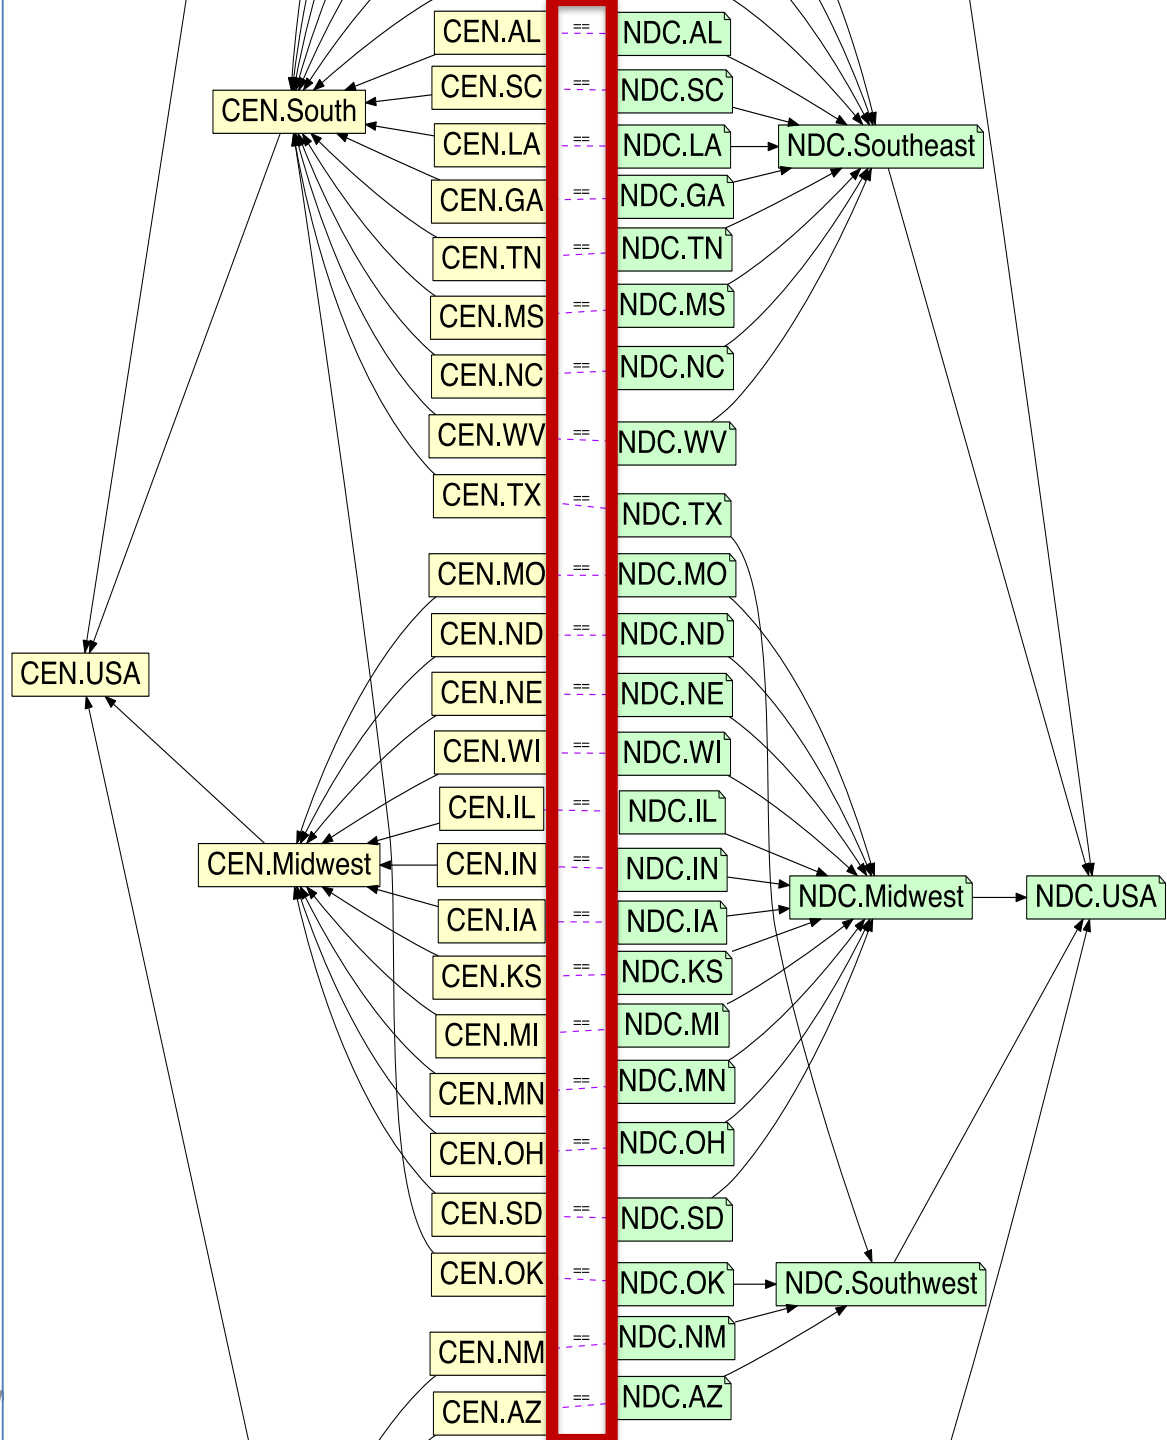 CEN.AL == NDC.AL
CEN.SC == NDC.SC
CEN.South
CEN.LA == NDC.LA
NDC.Southeast
CEN.GA == NDC.GA
CEN.TN == NDC.TN
CEN.MS == NDC.MS
CEN.NC == NDC.NC
CEN.WV == NDC.WV
CEN.TX == NDC.TX
CEN.MO == NDC.MO
CEN.ND == NDC.ND
CEN.USA
CEN.NE == NDC.NE
CEN.WI == NDC.WI
CEN.IL == NDC.IL
CEN.Midwest
CEN.IN == NDC.IN
NDC.Midwest
NDC.USA
CEN.IA == NDC.IA
CEN.KS == NDC.KS
CEN.MI == NDC.MI
CEN.MN == NDC.MN
CEN.OH == NDC.OH
CEN.SD == NDC.SD
CEN.OK == NDC.OK
NDC.Southwest
CEN.NM == NDC.NM
CEN.AZ == NDC.AZ